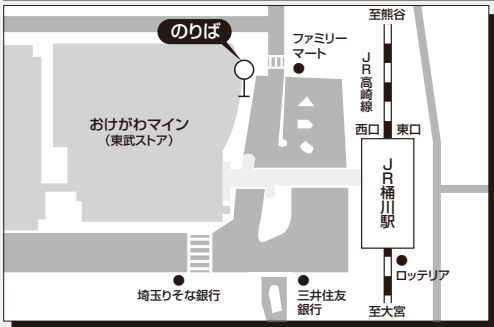 のりば
至熊谷
ファミリー
マート
JR高崎線
おけがわマイン
(東武ストア)
西口
東口
JR桶川駅
ロッテリア
埼玉りそな銀行
三井住友
銀行
至大宮